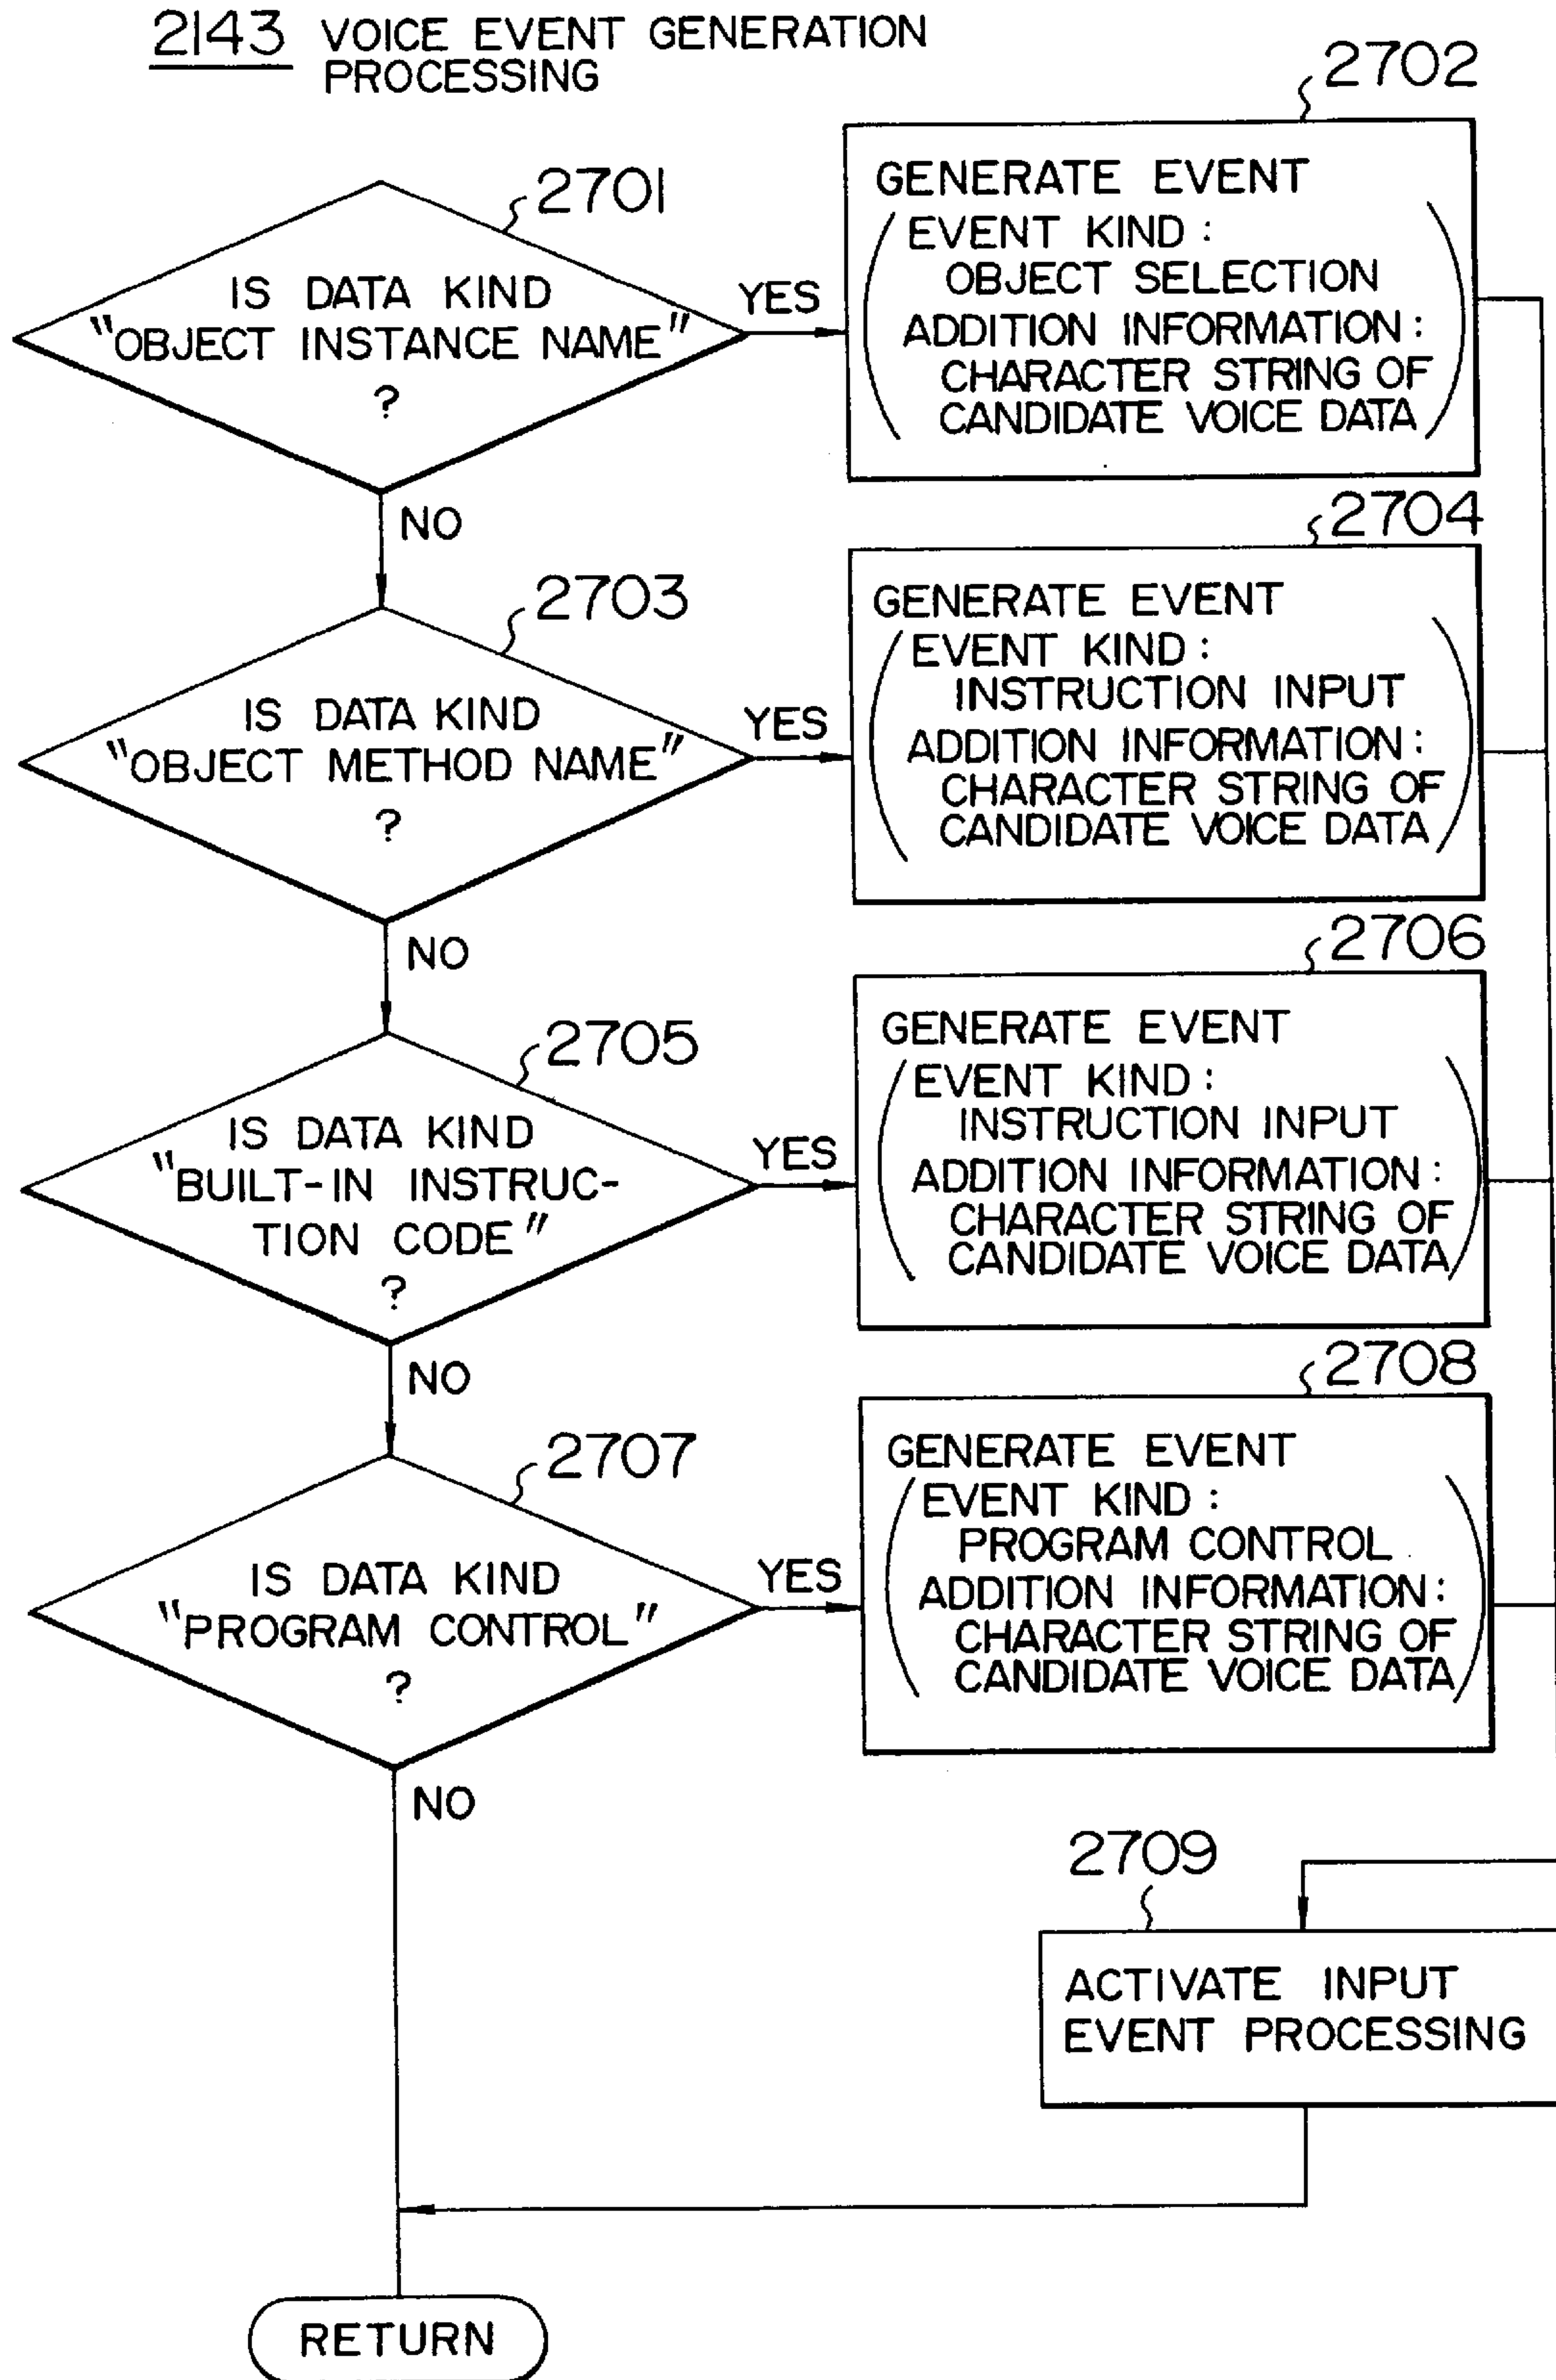 2143 VOICE EVENT GENERATION
PROCESSING
2701
IS DATA KIND
"OBJECT INSTANCE NAME"
?
YES
NO
2702
GENERATE EVENT
EVENT KIND :
OBJECT SELECTION
ADDITION INFORMATION :
CHARACTER STRING OF
CANDIDATE VOICE DATA
2703
IS DATA KIND
"OBJECT METHOD NAME"
?
YES
NO
2704
GENERATE EVENT
EVENT KIND :
INSTRUCTION INPUT
ADDITION INFORMATION :
CHARACTER STRING OF
CANDIDATE VOICE DATA
2705
IS DATA KIND
"BUILT-IN INSTRUC-
TION CODE"
?
YES
NO
2706
GENERATE EVENT
EVENT KIND :
INSTRUCTION INPUT
ADDITION INFORMATION :
CHARACTER STRING OF
CANDIDATE VOICE DATA
2707
IS DATA KIND
"PROGRAM CONTROL"
?
YES
NO
2708
GENERATE EVENT
EVENT KIND :
PROGRAM CONTROL
ADDITION INFORMATION :
CHARACTER STRING OF
CANDIDATE VOICE DATA
2709
ACTIVATE INPUT
EVENT PROCESSING
RETURN